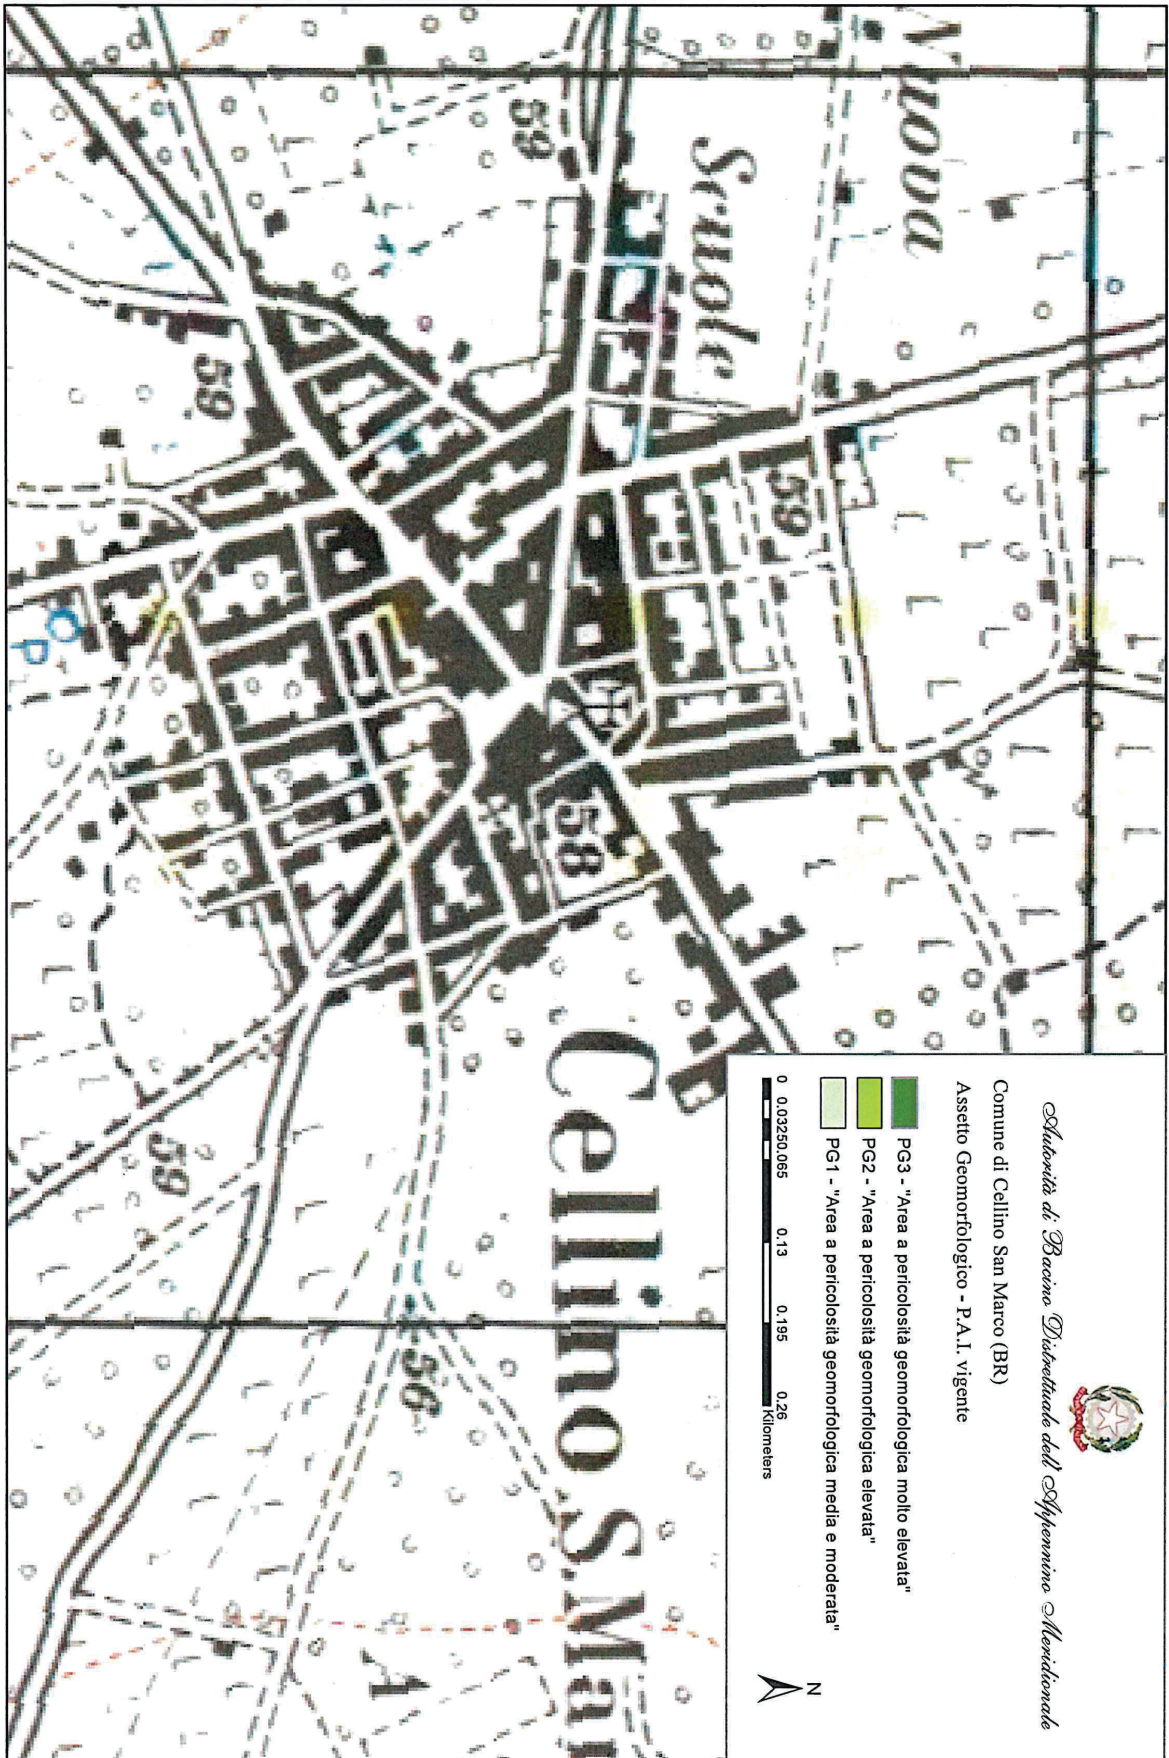 Autorità di Bacino Distrettuale dell'Appennino Meridionale
Comune di Cellino San Marco (BR)
Assetto Geomorfologico - P.A.I. vigente
PG3 - "Area a pericolosità geomorfologica molto elevata"
PG2 - "Area a pericolosità geomorfologica elevata"
PG1 - "Area a pericolosità geomorfologica media e moderata"
0 0.03250.065 0.13 0.195 0.26
Kilometers
N
Nuova
Scuole
59
59
59
58
Cellino S. Mar
59
56
A
CP